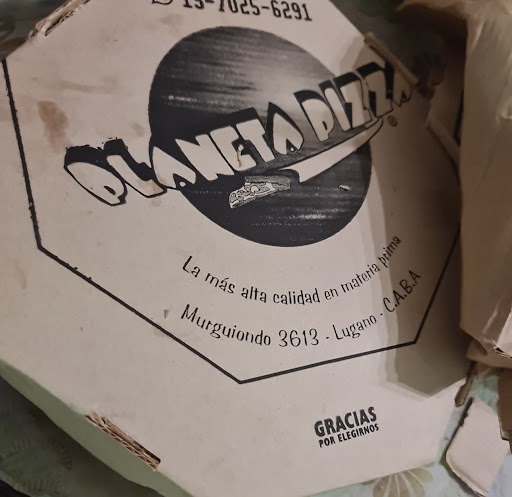 15-7025-6291
PLANETA PIZZA
®
La más alta calidad en materia prima
Murguiondo 3613 - Lugano - C.A.B.A
GRACIAS
POR ELEGIRNOS